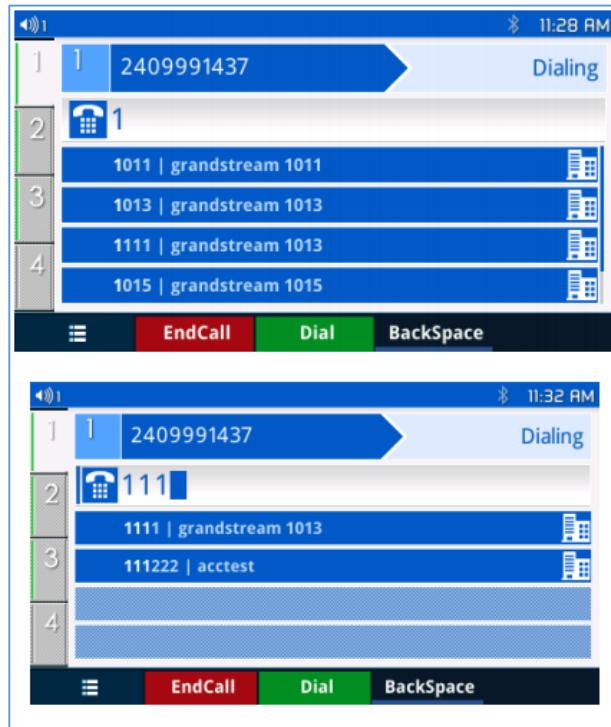 1 11:28 AM
1 1 2409991437 Dialing
2 1
1011 | grandstream 1011
3 1013 | grandstream 1013
1111 | grandstream 1013
4 1015 | grandstream 1015
EndCall Dial BackSpace
1 11:32 AM
1 1 2409991437 Dialing
2 111
1111 | grandstream 1013
3 111222 | acctest
4
EndCall Dial BackSpace